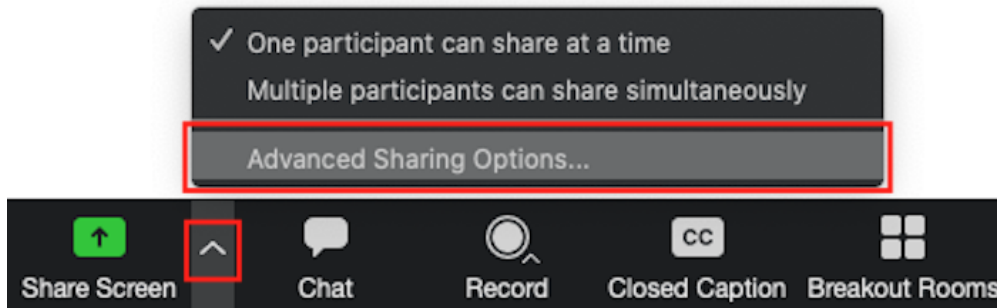 One participant can share at a time
Multiple participants can share simultaneously
Advanced Sharing Options...
CC
Share Screen
Chat
Record
Closed Caption
Breakout Rooms